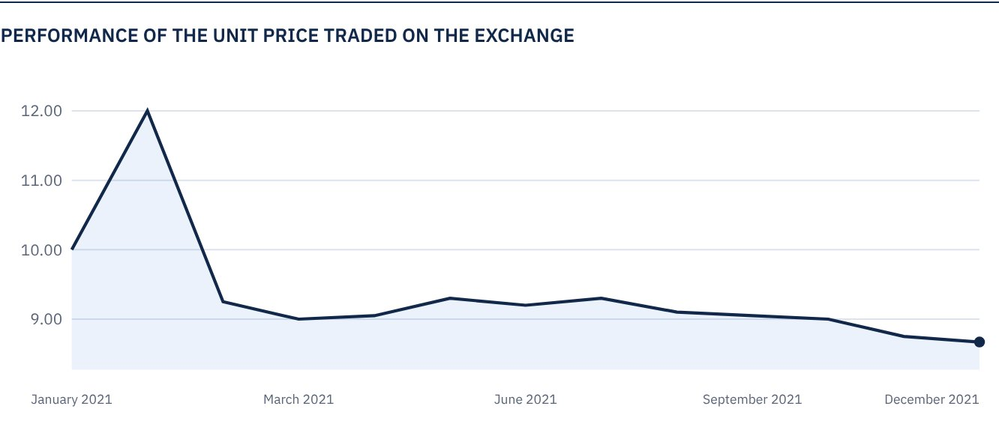 PERFORMANCE OF THE UNIT PRICE TRADED ON THE EXCHANGE
12.00
11.00
10.00
9.00
January 2021 March 2021 June 2021 September 2021 December 2021